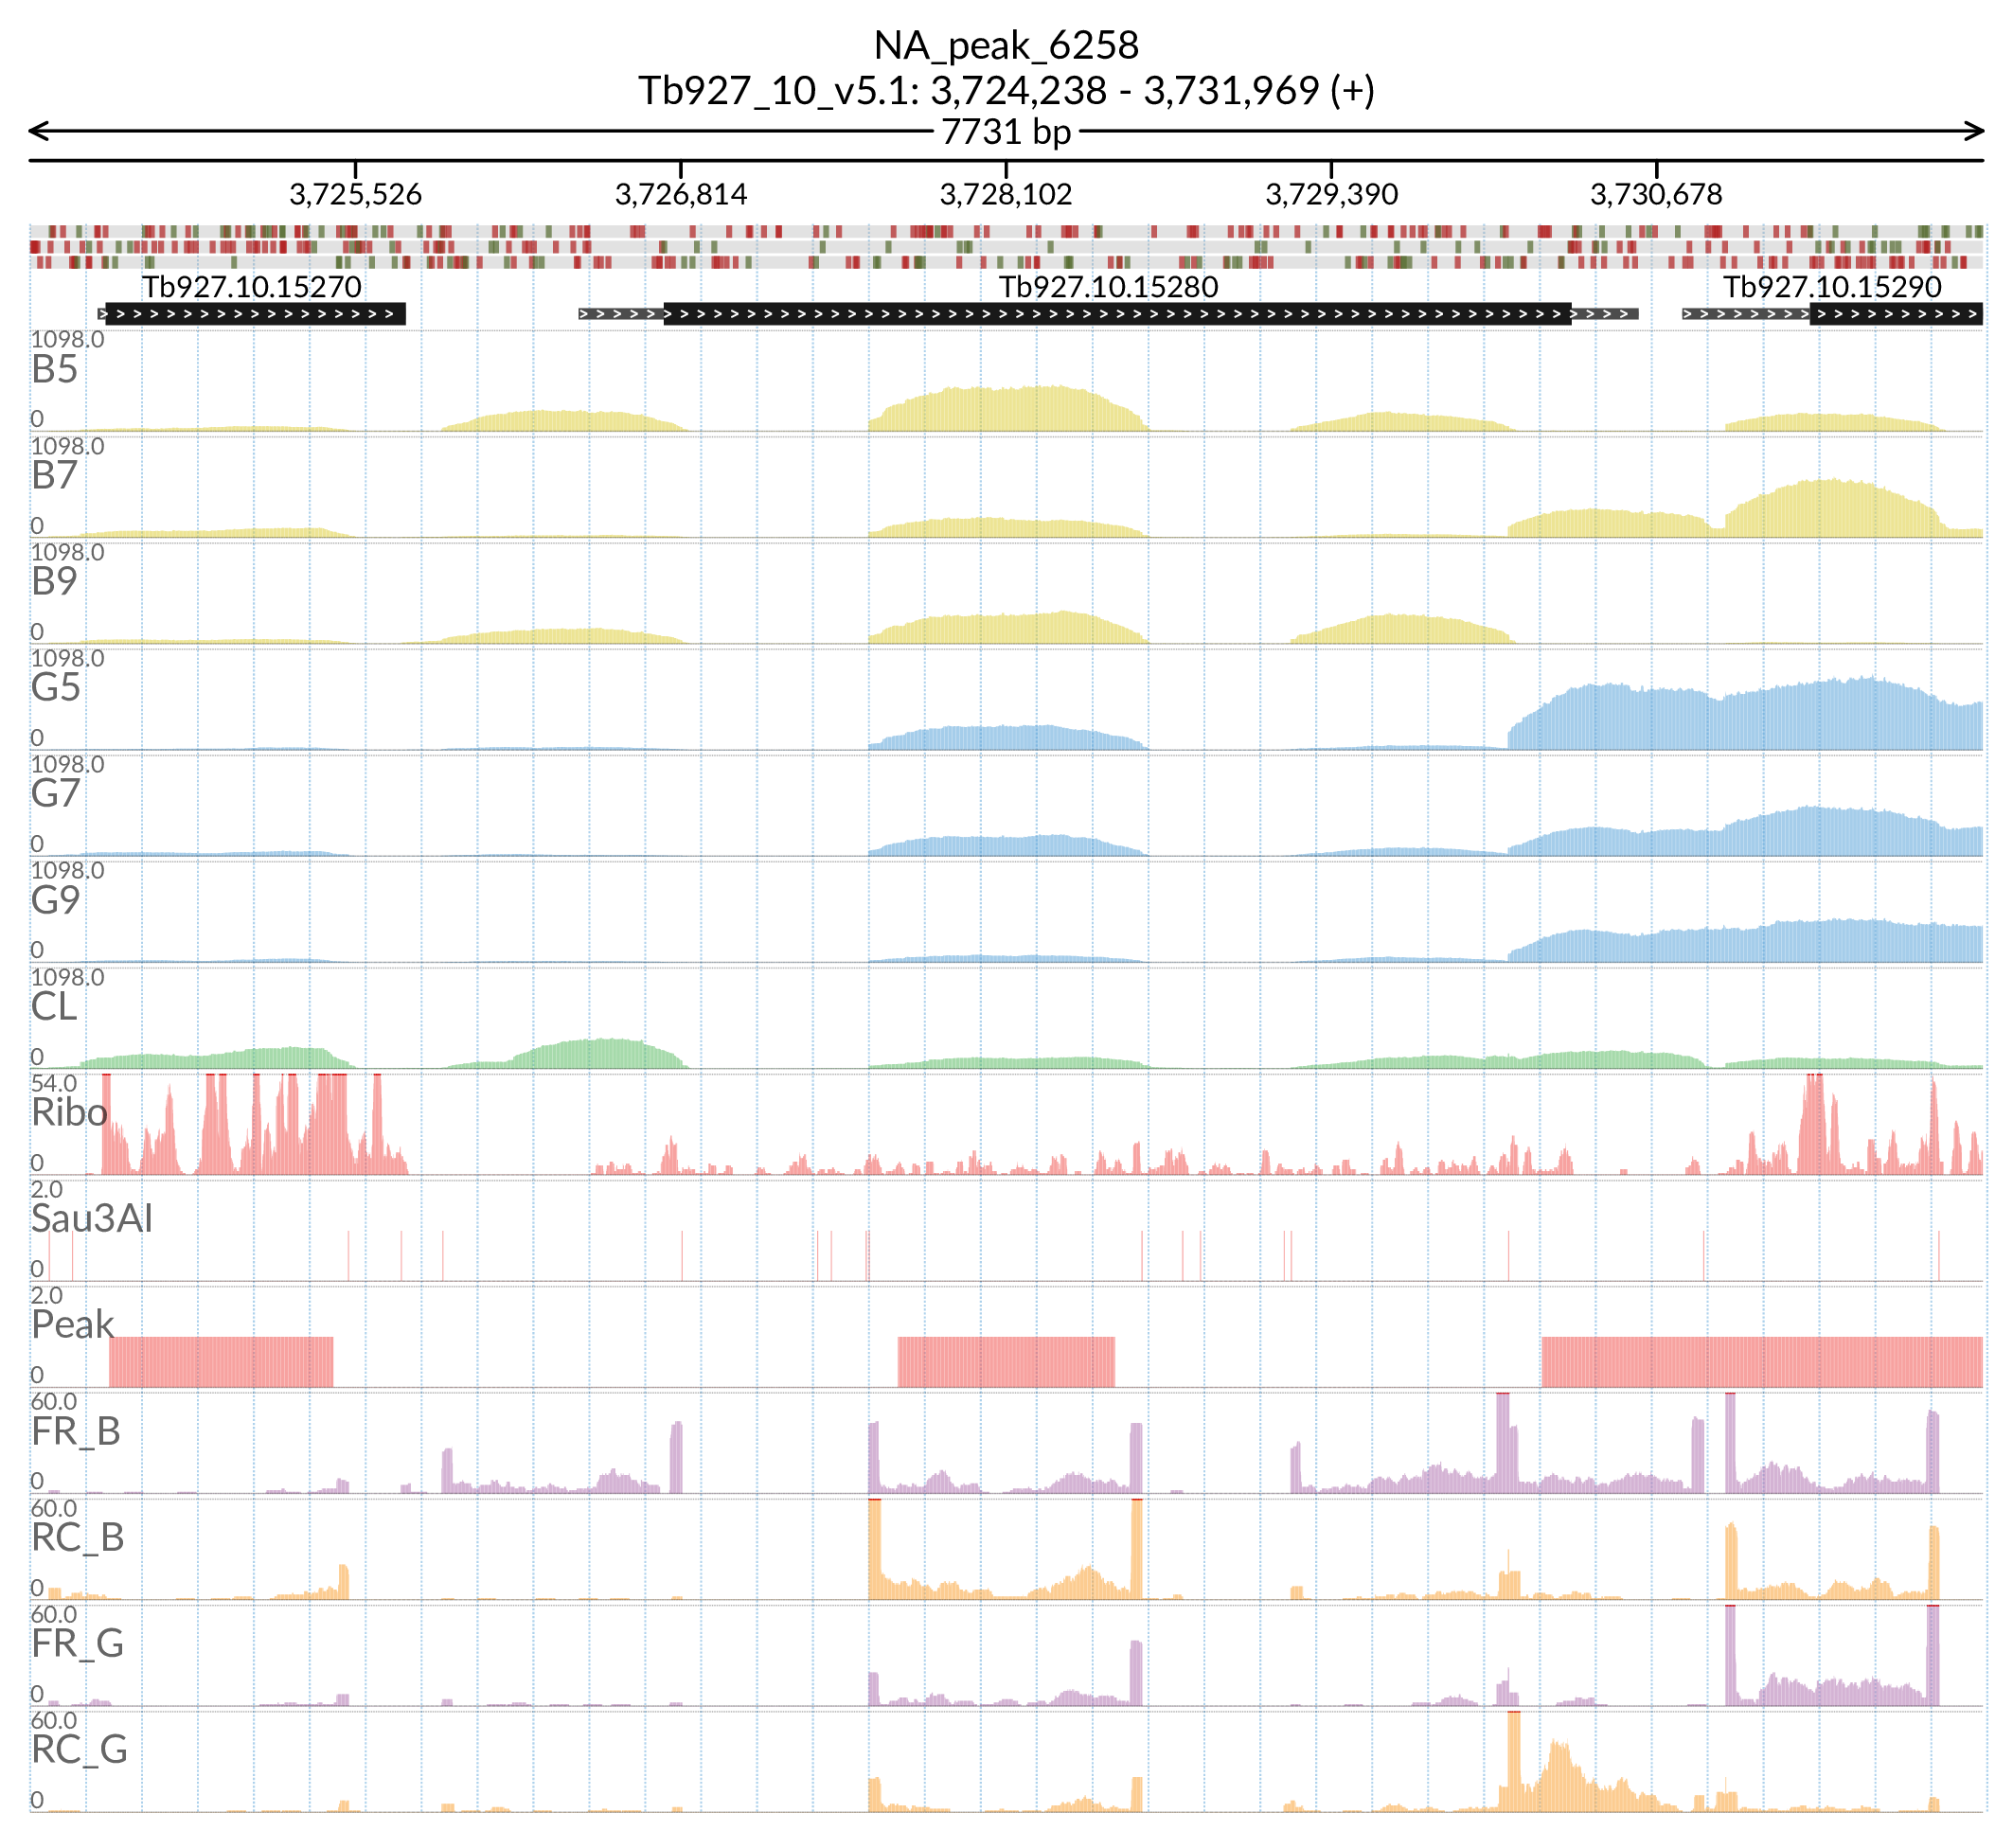 NA_peak_6258
Tb927_10_v5.1: 3,724,238 - 3,731,969 (+)
7731 bp
3,725,526 3,726,814 3,728,102 3,729,390 3,730,678
Tb927.10.15270 Tb927.10.15280 Tb927.10.15290
1098.0
B5
0
1098.0
B7
0
1098.0
B9
0
1098.0
G5
0
1098.0
G7
0
1098.0
G9
0
1098.0
CL
0
54.0
Ribo
0
2.0
Sau3AI
0
2.0
Peak
0
60.0
FR_B
0
60.0
RC_B
0
60.0
FR_G
0
60.0
RC_G
0